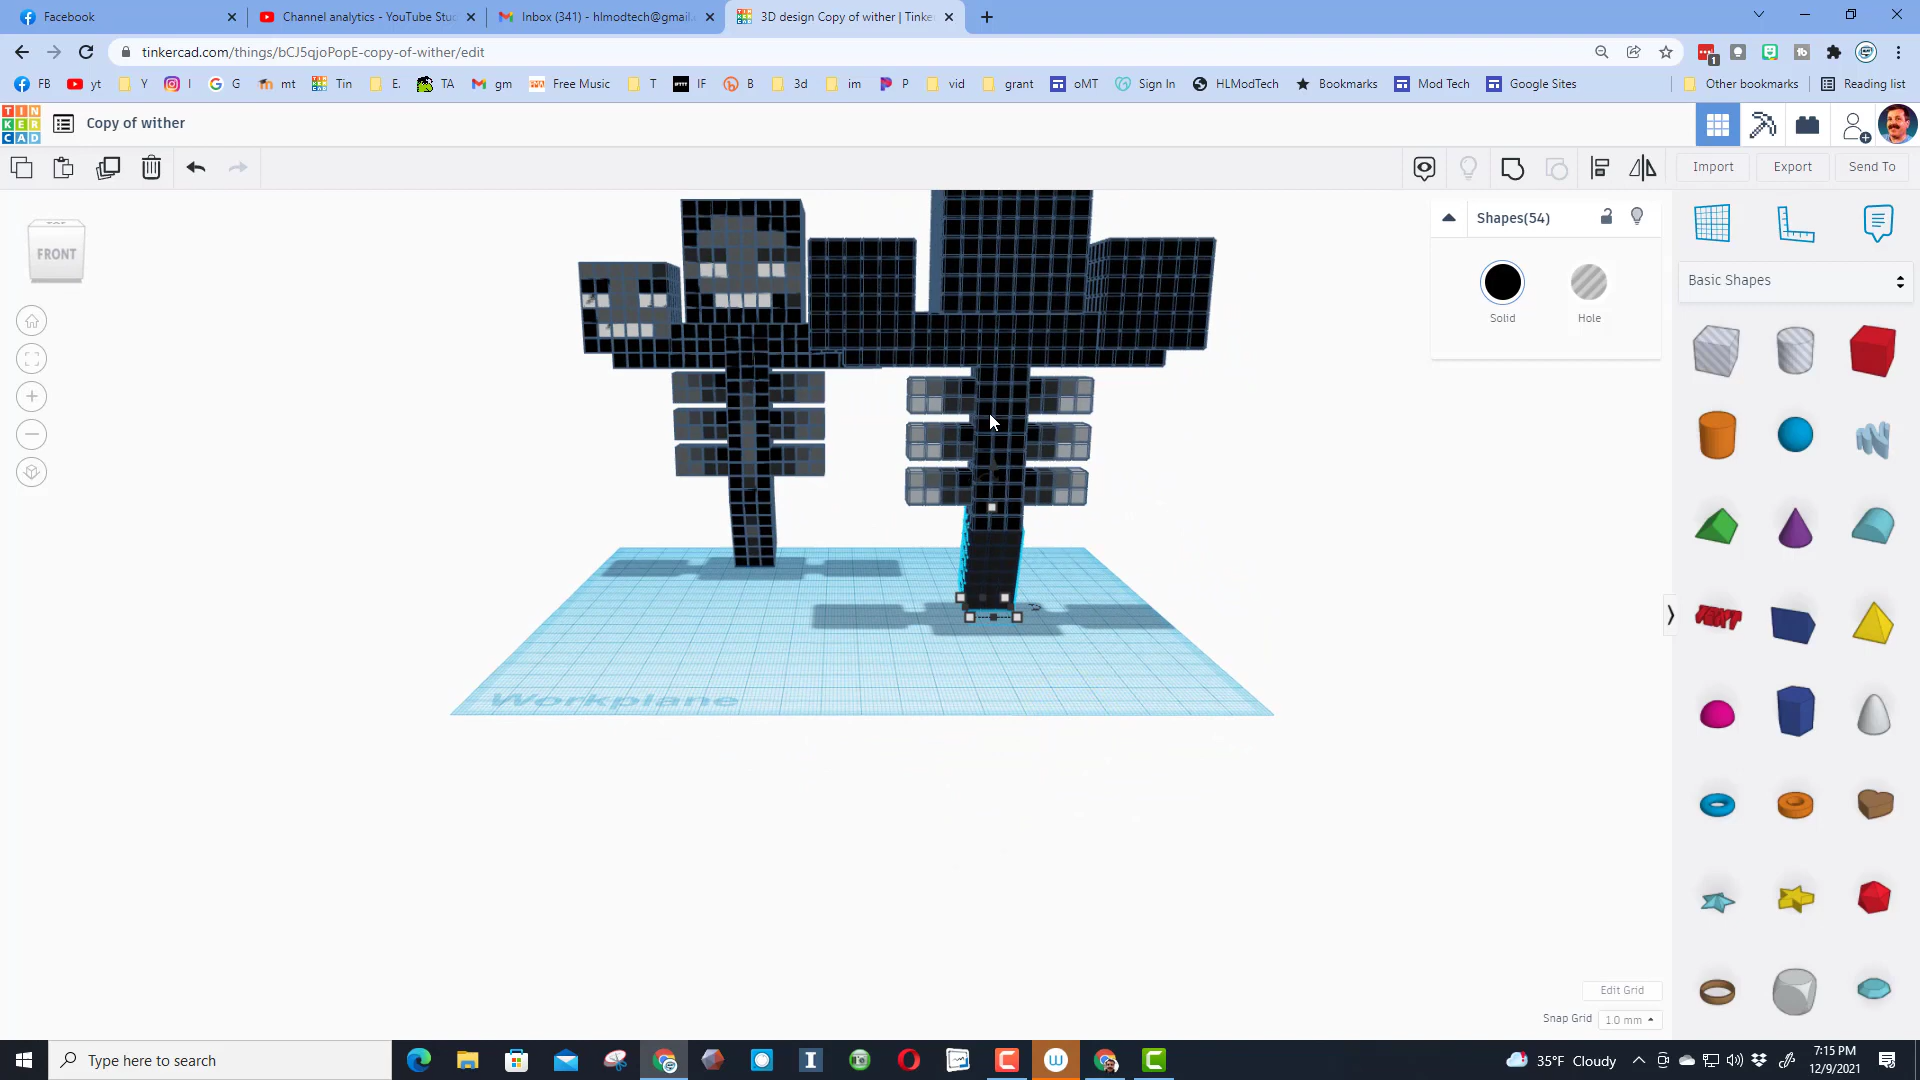 Facebook
Channel analytics - YouTube Stu
Inbox (341) - hlmodtech@gmail.
3D design Copy of wither | Tinke
tinkercad.com/things/bCJ5qjoPopE-copy-of-wither/edit
FB yt Y I G mt Tin E. TA gm Free Music T IF B 3d im P vid grant oMT Sign In HLModTech Bookmarks Mod Tech Google Sites Other bookmarks Reading list
TIN
KER
CAD
Copy of wither
Import Export Send To
TOP
FRONT
Shapes(54)
Solid Hole
Basic Shapes
TEXT
Workplane
Edit Grid
Snap Grid 1.0 mm
Type here to search
35°F Cloudy
7:15 PM
12/9/2021